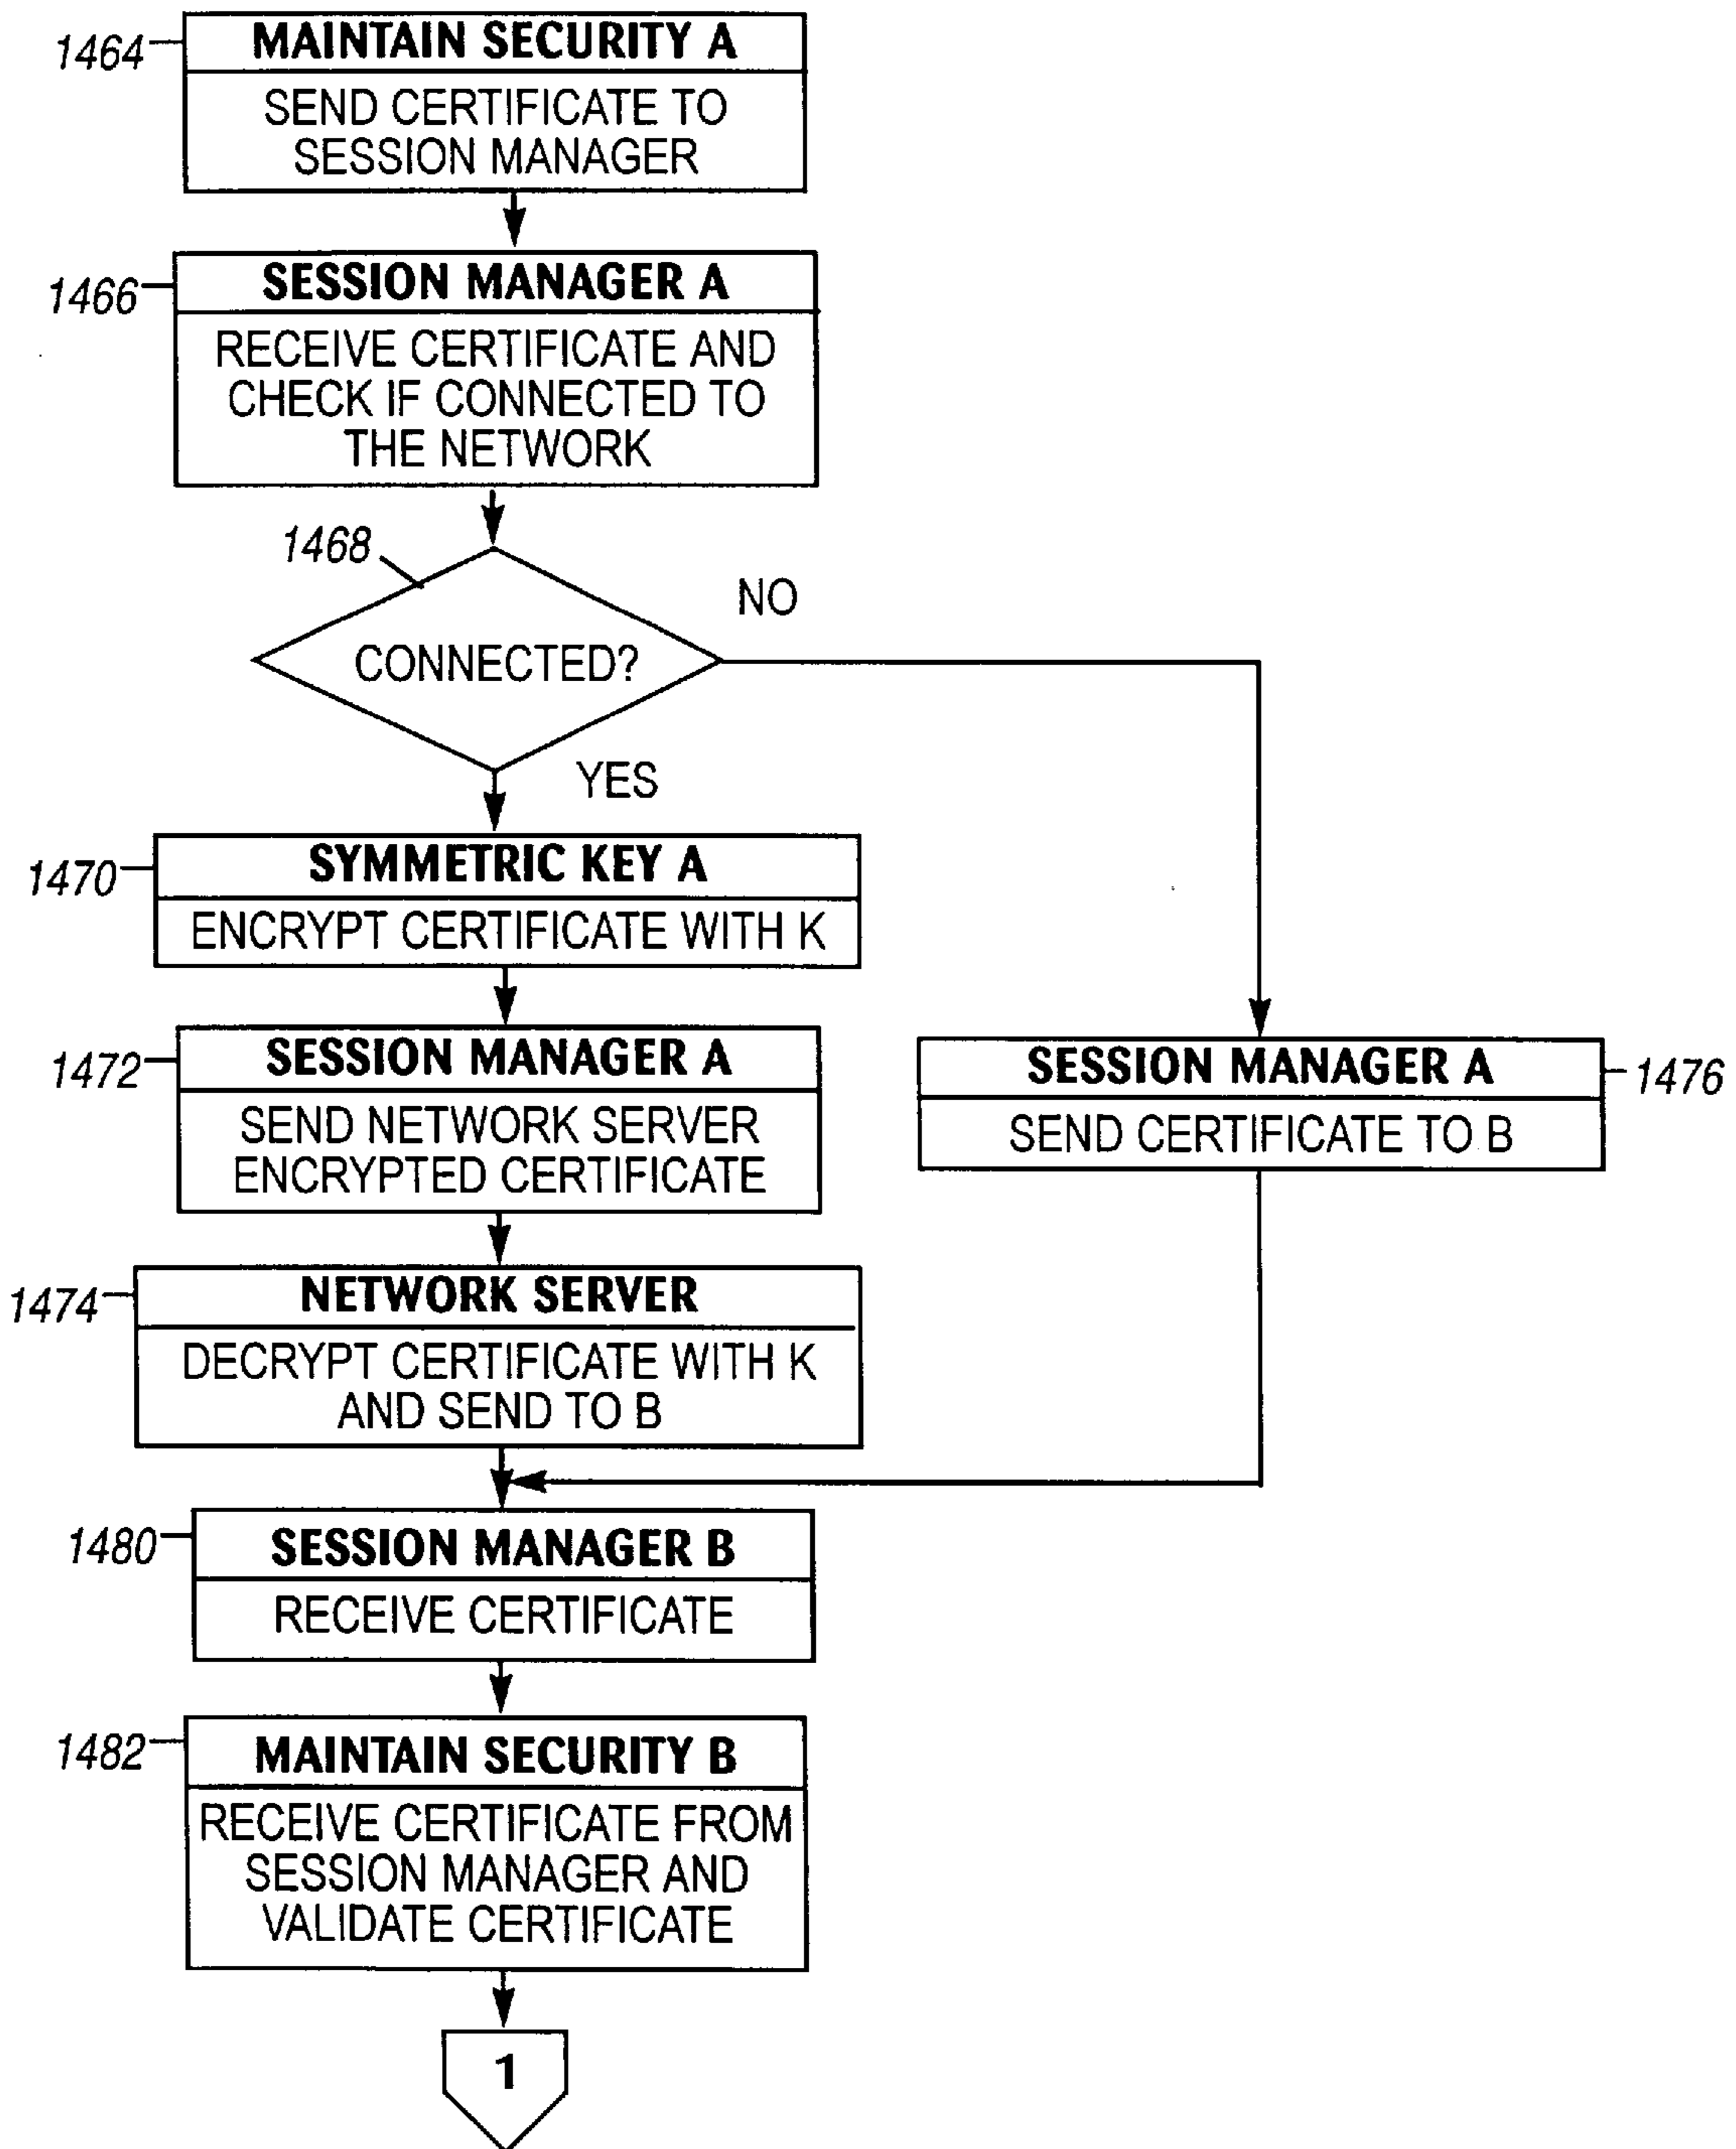 1464
MAINTAIN SECURITY A
SEND CERTIFICATE TO
SESSION MANAGER
1466
SESSION MANAGER A
RECEIVE CERTIFICATE AND
CHECK IF CONNECTED TO
THE NETWORK
1468
CONNECTED?
NO
YES
1470
SYMMETRIC KEY A
ENCRYPT CERTIFICATE WITH K
1472
SESSION MANAGER A
SEND NETWORK SERVER
ENCRYPTED CERTIFICATE
SESSION MANAGER A
1476
SEND CERTIFICATE TO B
1474
NETWORK SERVER
DECRYPT CERTIFICATE WITH K
AND SEND TO B
1480
SESSION MANAGER B
RECEIVE CERTIFICATE
1482
MAINTAIN SECURITY B
RECEIVE CERTIFICATE FROM
SESSION MANAGER AND
VALIDATE CERTIFICATE
1